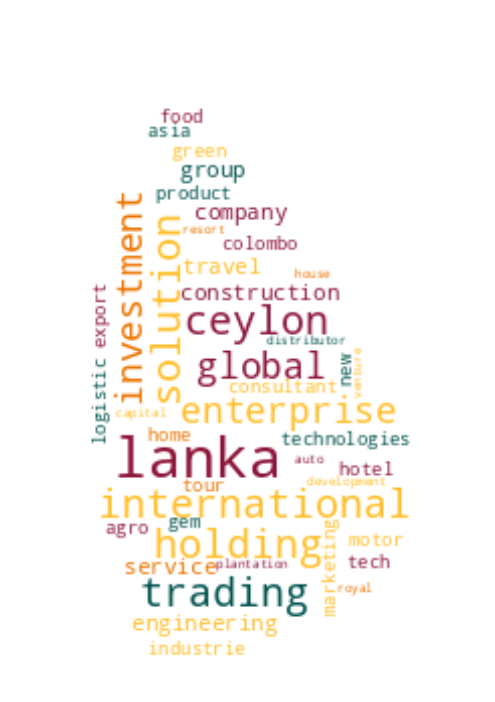 food
asia
green
group
product
investment
company
solution
resort
colombo
travel
house
export
construction
ceylon
distributor
global
new
venture
logistic
consultant
capital
enterprise
home
technologies
lanka
auto
hotel
tour
development
international
agro
gem
holding
marketing
motor
service
plantation
tech
trading
royal
engineering
industrie